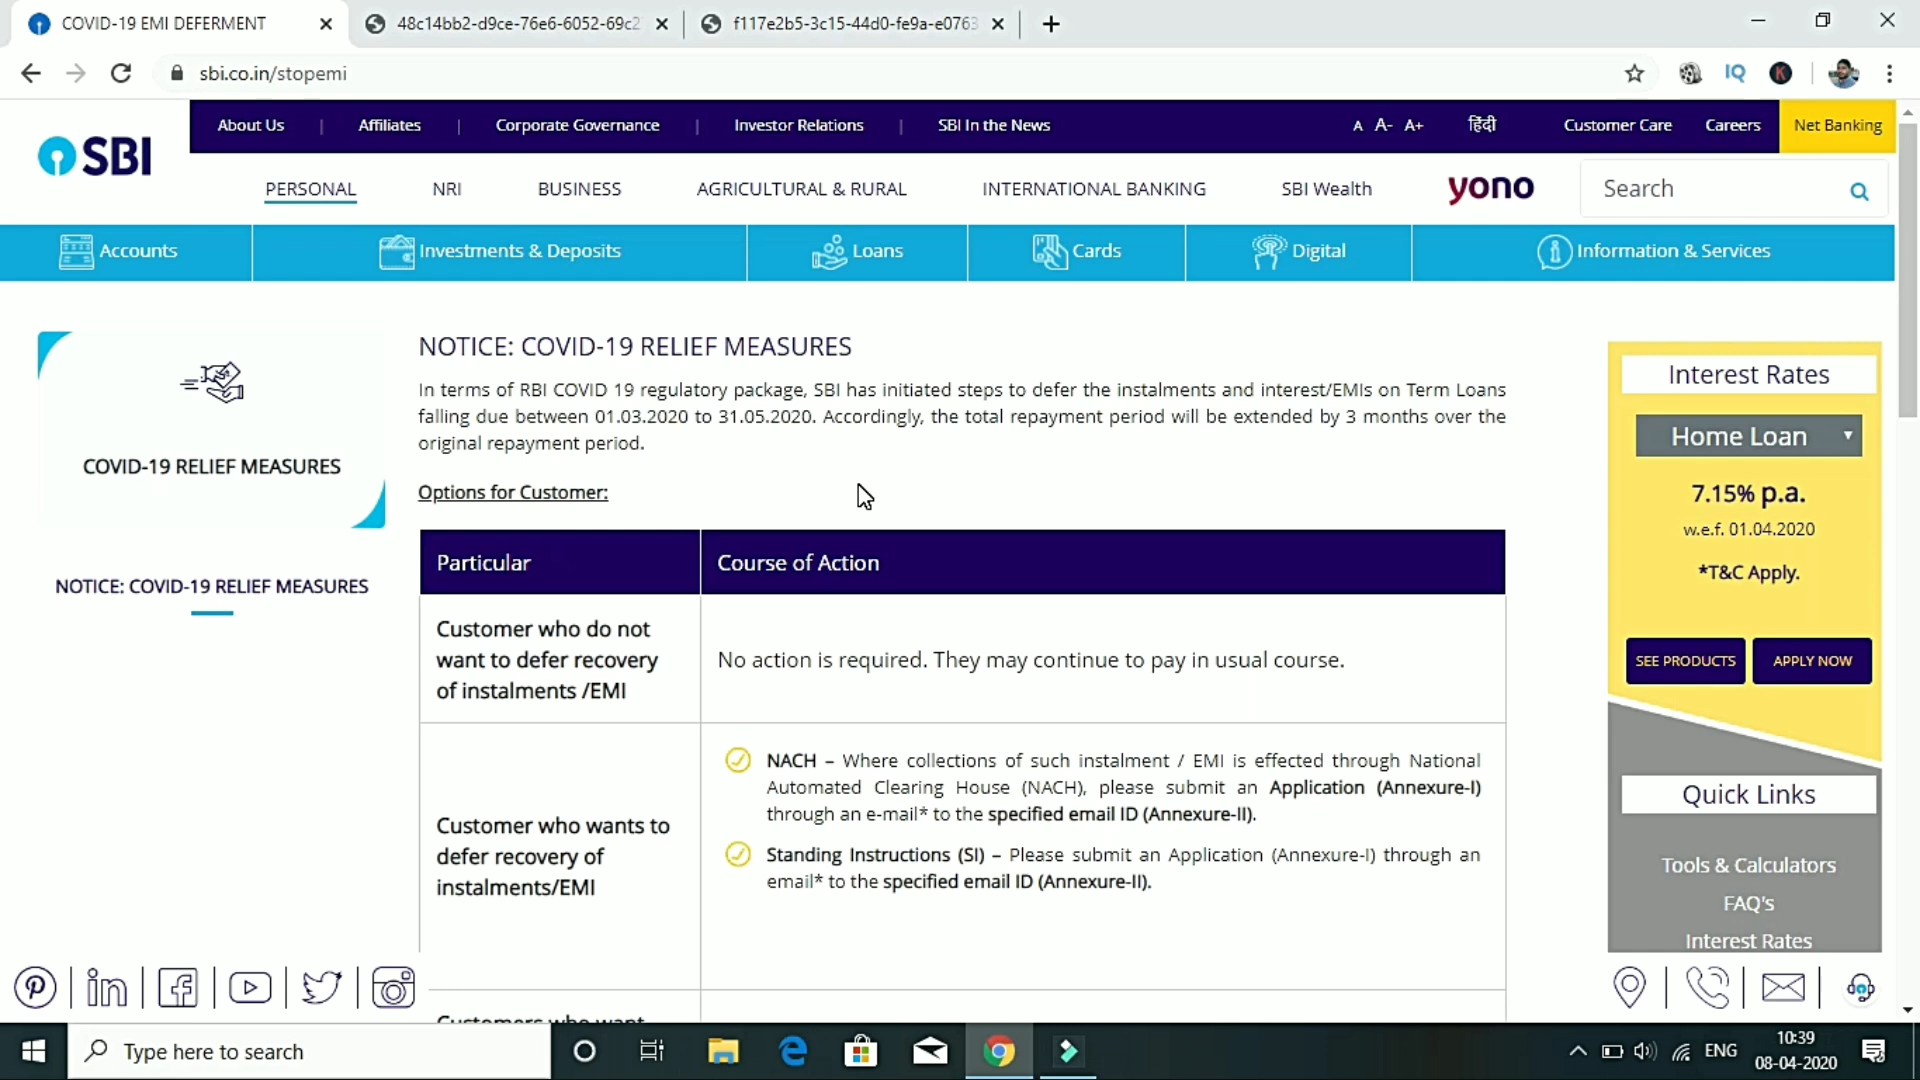 COVID-19 EMI DEFERMENT
48c14bb2-d9ce-76e6-6052-69c2
f117e2b5-3c15-44d0-fe9a-e0763
sbi.co.in/stopemi
IQ
K
About Us | Affiliates | Corporate Governance | Investor Relations | SBI In the News
A A- A+ हिंदी Customer Care Careers Net Banking
SBI
PERSONAL NRI BUSINESS AGRICULTURAL & RURAL INTERNATIONAL BANKING SBI Wealth yono Search
Accounts Investments & Deposits Loans Cards Digital Information & Services
COVID-19 RELIEF MEASURES
NOTICE: COVID-19 RELIEF MEASURES
NOTICE: COVID-19 RELIEF MEASURES
In terms of RBI COVID 19 regulatory package, SBI has initiated steps to defer the instalments and interest/EMIs on Term Loans
falling due between 01.03.2020 to 31.05.2020. Accordingly, the total repayment period will be extended by 3 months over the
original repayment period.
Options for Customer:
Particular Course of Action
Customer who do not
want to defer recovery
of instalments /EMI
No action is required. They may continue to pay in usual course.
Customer who wants to
defer recovery of
instalments/EMI
NACH – Where collections of such instalment / EMI is effected through National
Automated Clearing House (NACH), please submit an Application (Annexure-I)
through an e-mail* to the specified email ID (Annexure-II).
Standing Instructions (SI) – Please submit an Application (Annexure-I) through an
email* to the specified email ID (Annexure-II).
Customers who want
Interest Rates
Home Loan
7.15% p.a.
w.e.f. 01.04.2020
*T&C Apply.
SEE PRODUCTS APPLY NOW
Quick Links
Tools & Calculators
FAQ's
Interest Rates
Type here to search
ENG
10:39
08-04-2020